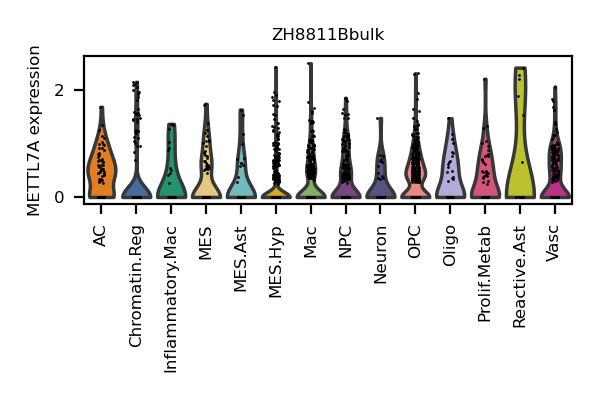 ZH8811Bbulk
METTL7A expression
2
0
AC
Chromatin.Reg
Inflammatory.Mac
MES
MES.Ast
MES.Hyp
Mac
NPC
Neuron
OPC
Oligo
Prolif.Metab
Reactive.Ast
Vasc